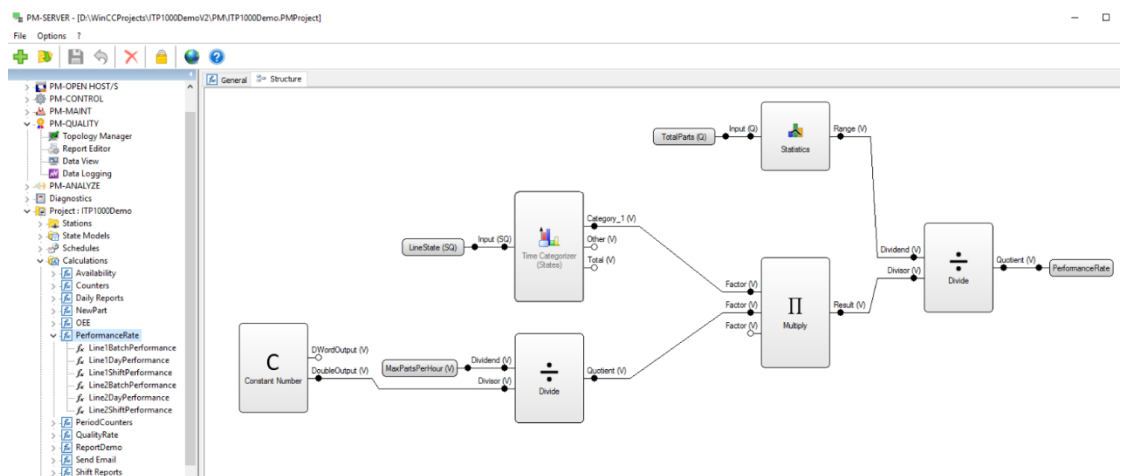 PM-SERVER - [D:\WinCCProjects\ITP1000DemoV2\PM\ITP1000Demo.PMProject]
File Options ?
PM-OPEN HOST/S
PM-CONTROL
PM-MAINT
PM-QUALITY
Topology Manager
Report Editor
Data View
Data Logging
PM-ANALYZE
Diagnostics
Project : ITP1000Demo
Stations
State Models
Schedules
Calculations
Availability
Counters
Daily Reports
NewPart
OEE
PerformanceRate
Line1BatchPerformance
Line1DayPerformance
Line1ShiftPerformance
Line2BatchPerformance
Line2DayPerformance
Line2ShiftPerformance
PeriodCounters
QualityRate
ReportDemo
Send Email
Shift Reports
General Structure
TotalParts (Q)
Input (Q)
Statistics
Range (V)
LineState (SQ)
Input (SQ)
Time Categorizer
(States)
Category_1 (V)
Other (V)
Total (V)
C
Constant Number
DWordOutput (V)
DoubleOutput (V)
MaxPartsPerHour (V)
Dividend (V)
Divisor (V)
÷
Divide
Quotient (V)
Factor (V)
Factor (V)
Factor (V)
Π
Multiply
Result (V)
Dividend (V)
Divisor (V)
÷
Divide
Quotient (V)
PerformanceRate